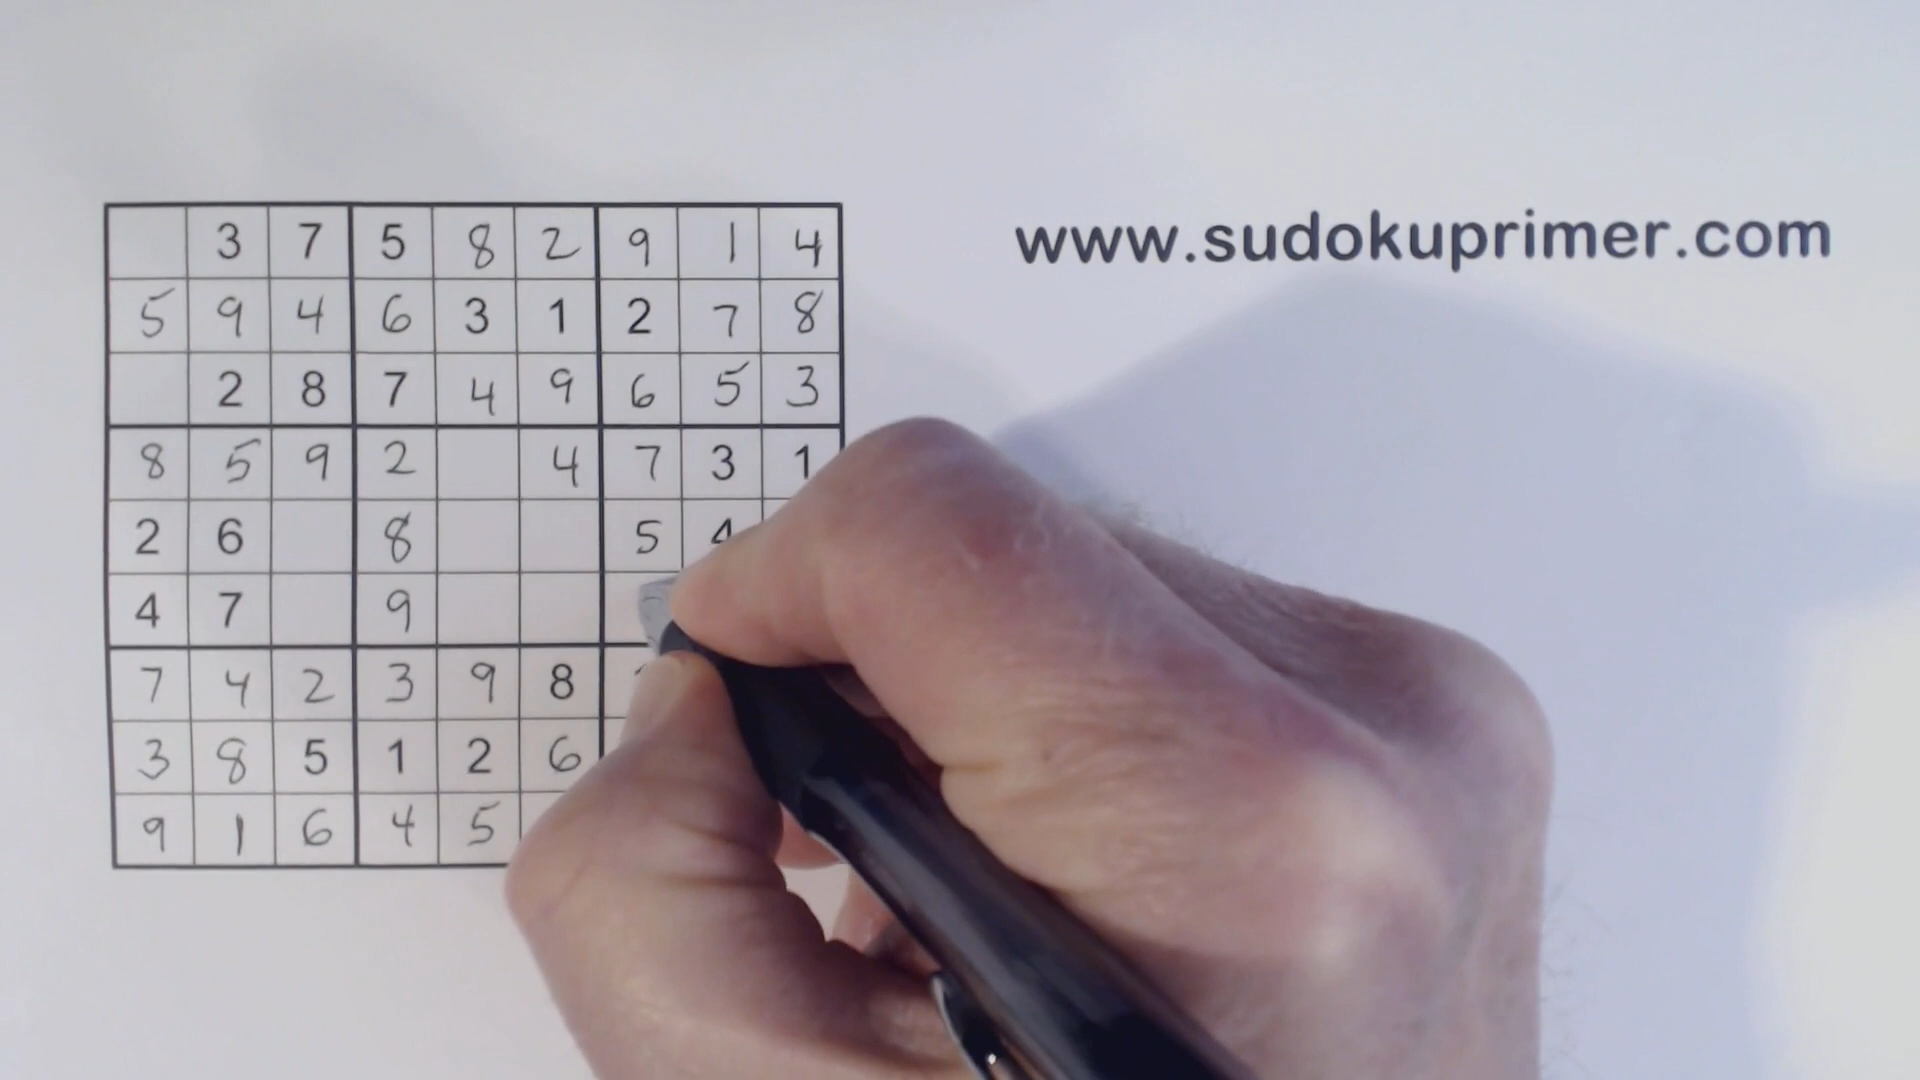 www.sudokuprimer.com
3 7 5 8 2 9 1 4
5 9 4 6 3 1 2 7 8
2 8 7 4 9 6 5 3
8 5 9 2 4 7 3 1
2 6 8 5 4
4 7 9
7 4 2 3 9 8
3 8 5 1 2 6
9 1 6 4 5